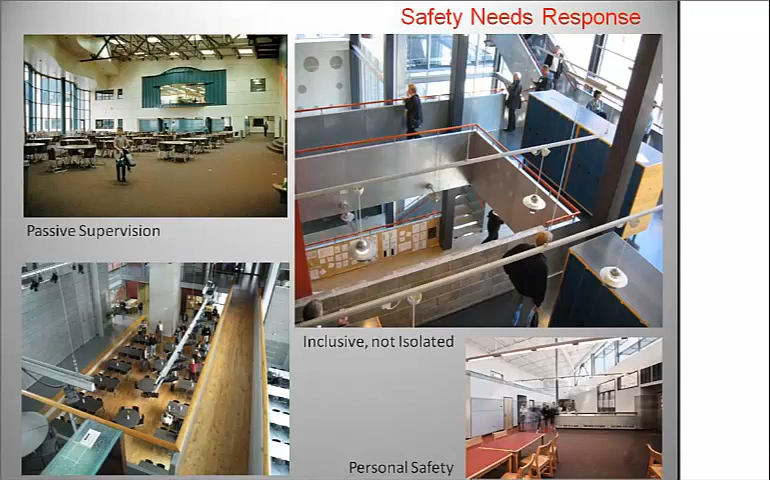 Safety Needs Response
Passive Supervision
Inclusive, not Isolated
Personal Safety